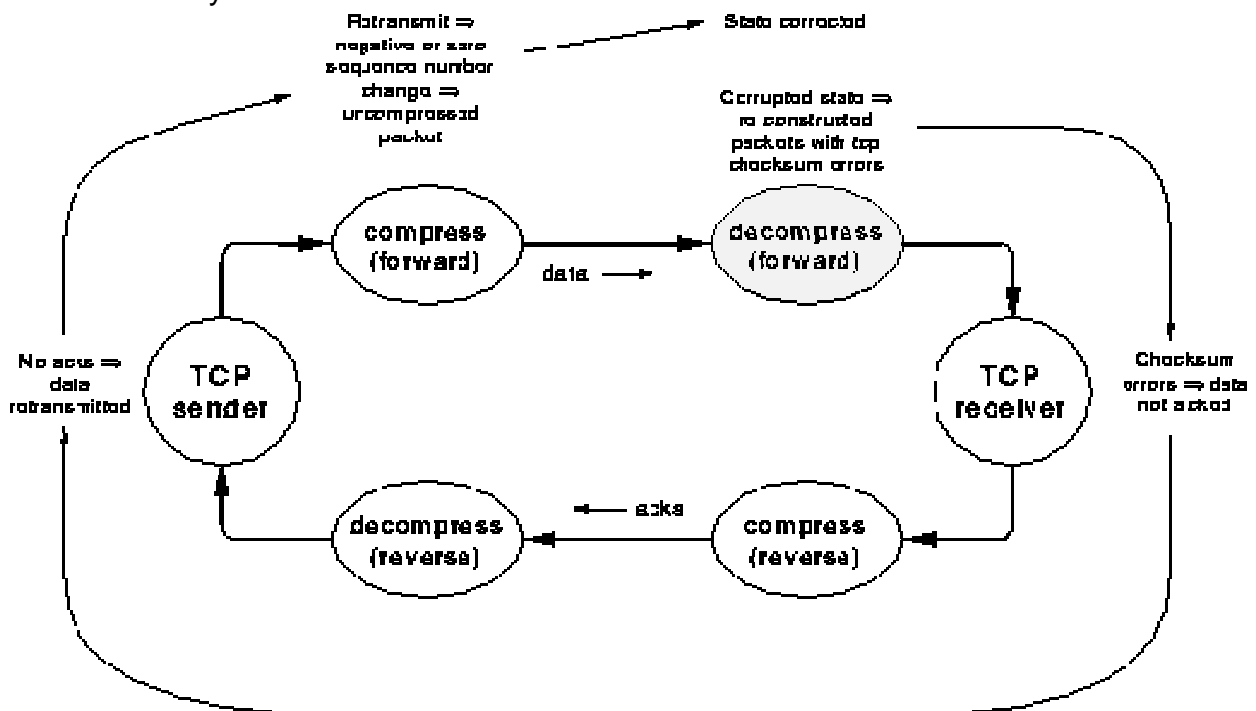 Retransmit ⇒
negative or zero
sequence number
change ⇒
uncompressed
packet
State corrected
Corrupted state ⇒
re constructed
packets with tcp
checksum errors
compress
(forward)
data
decompress
(forward)
No acks ⇒
data
retransmitted
TCP
sender
TCP
receiver
Checksum
errors ⇒ data
not acked
decompress
(reverse)
acks
compress
(reverse)